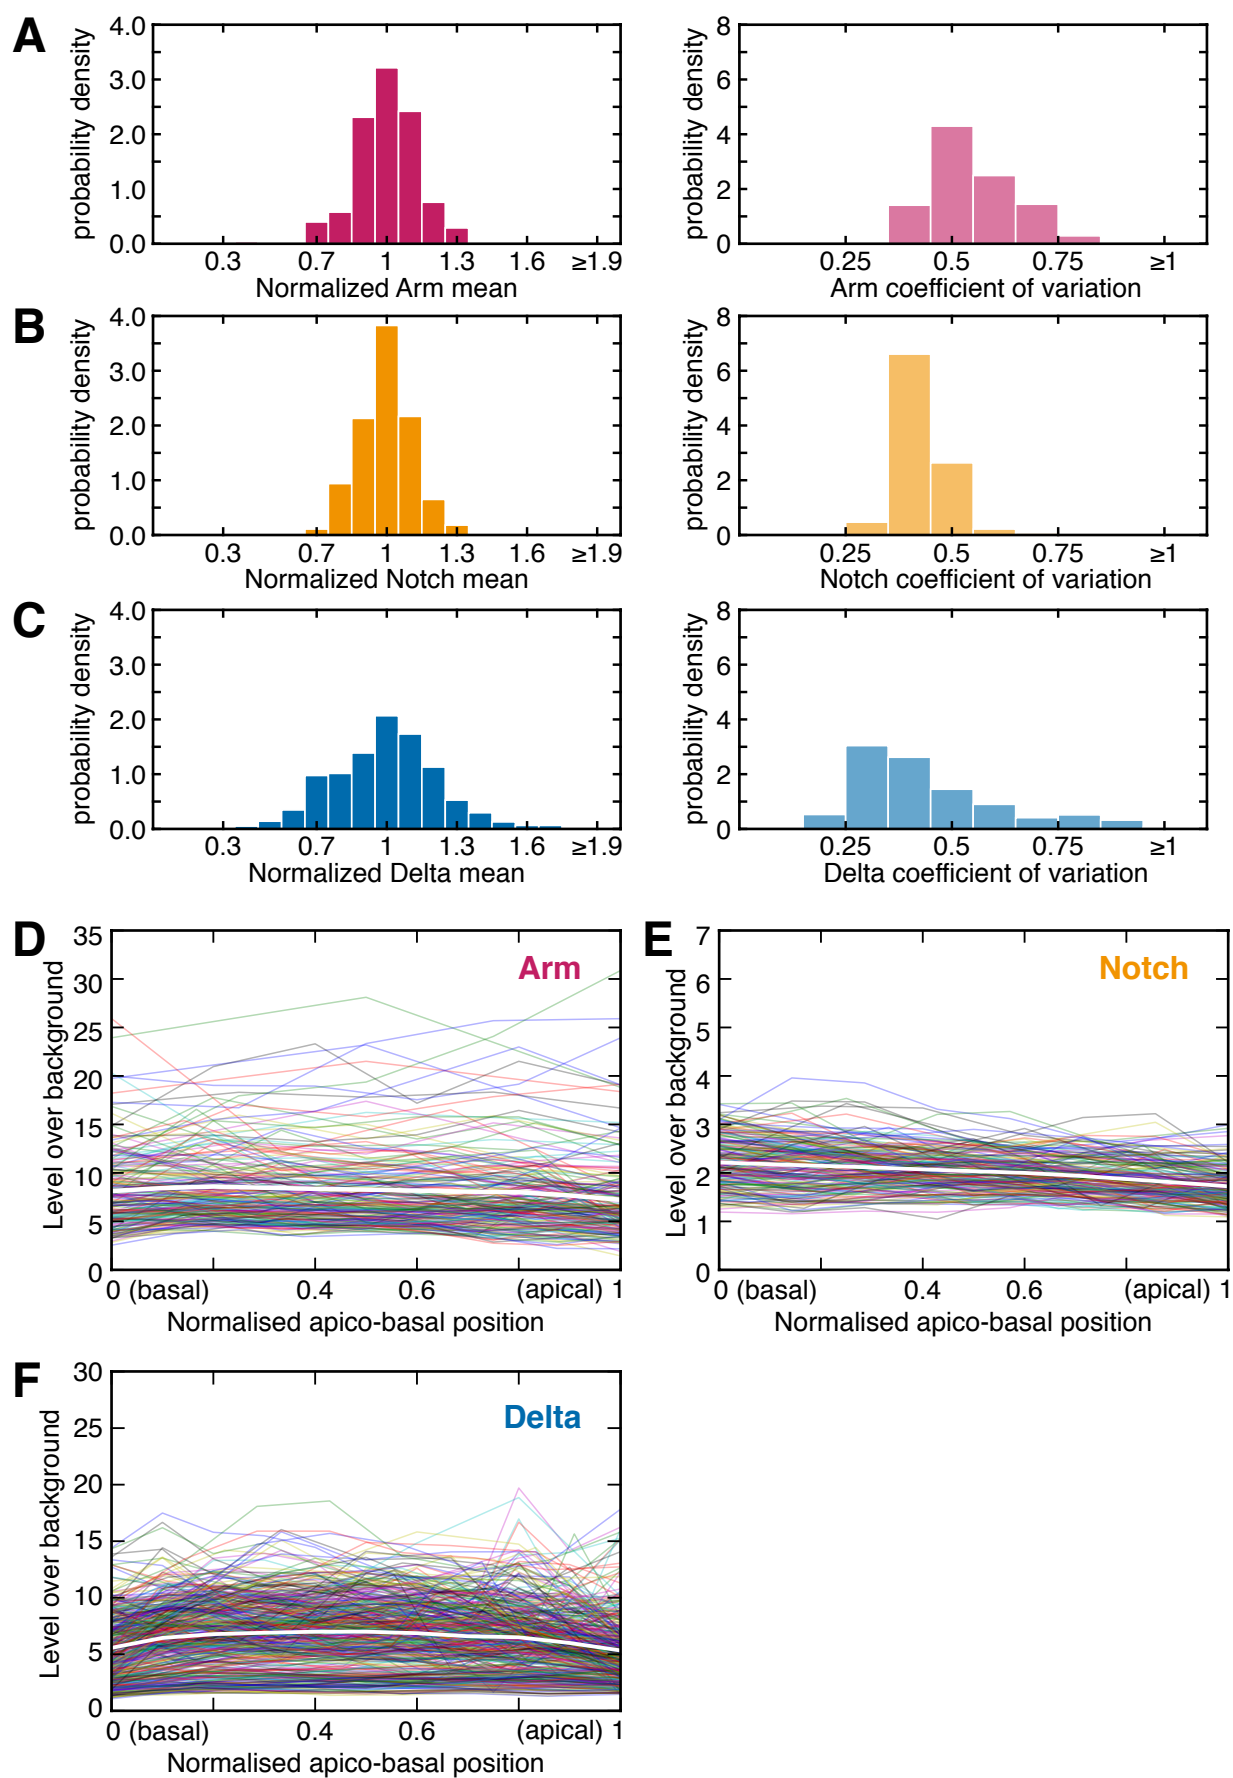 A
probability density
4.0
3.0
2.0
1.0
0.0
0.3 0.7 1 1.3 1.6 ≥1.9
Normalized Arm mean
probability density
8
6
4
2
0
0.25 0.5 0.75 ≥1
Arm coefficient of variation
B
probability density
4.0
3.0
2.0
1.0
0.0
0.3 0.7 1 1.3 1.6 ≥1.9
Normalized Notch mean
probability density
8
6
4
2
0
0.25 0.5 0.75 ≥1
Notch coefficient of variation
C
probability density
4.0
3.0
2.0
1.0
0.0
0.3 0.7 1 1.3 1.6 ≥1.9
Normalized Delta mean
probability density
8
6
4
2
0
0.25 0.5 0.75 ≥1
Delta coefficient of variation
D
Level over background
35
30
25
20
15
10
5
0
Arm
0 (basal) 0.4 0.6 (apical) 1
Normalised apico-basal position
E
Level over background
7
6
5
4
3
2
1
0
Notch
0 (basal) 0.4 0.6 (apical) 1
Normalised apico-basal position
F
Level over background
30
25
20
15
10
5
0
Delta
0 (basal) 0.4 0.6 (apical) 1
Normalised apico-basal position